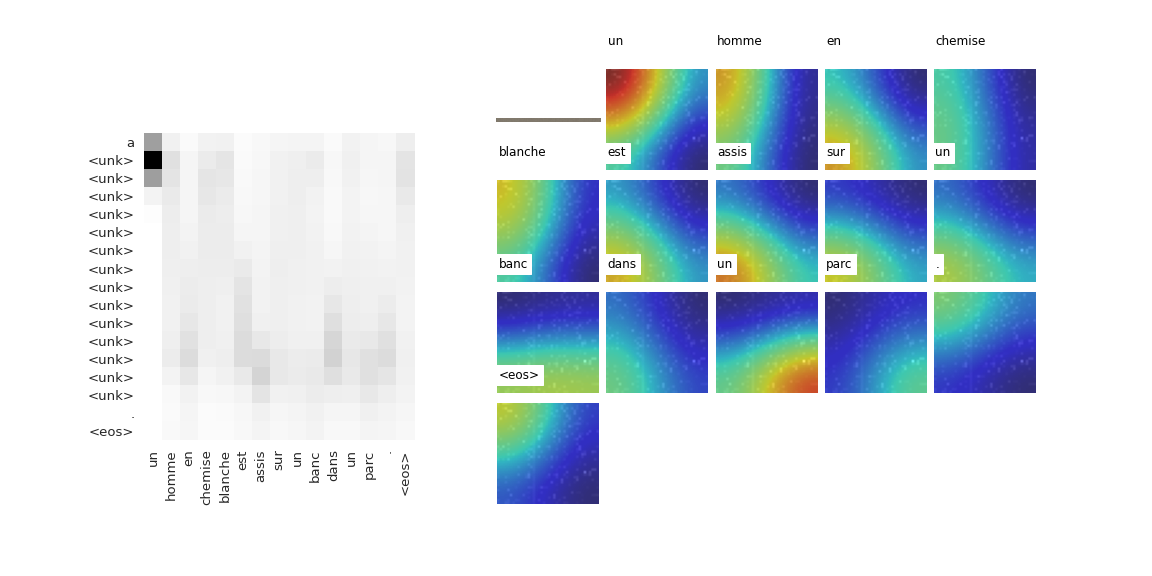 a
<unk>
<unk>
<unk>
<unk>
<unk>
<unk>
<unk>
<unk>
<unk>
<unk>
<unk>
<unk>
<unk>
<unk>
.
<eos>
un homme en chemise blanche est assis sur un banc dans un parc . <eos>
un homme en chemise
blanche est assis sur un
banc dans un parc .
<eos>